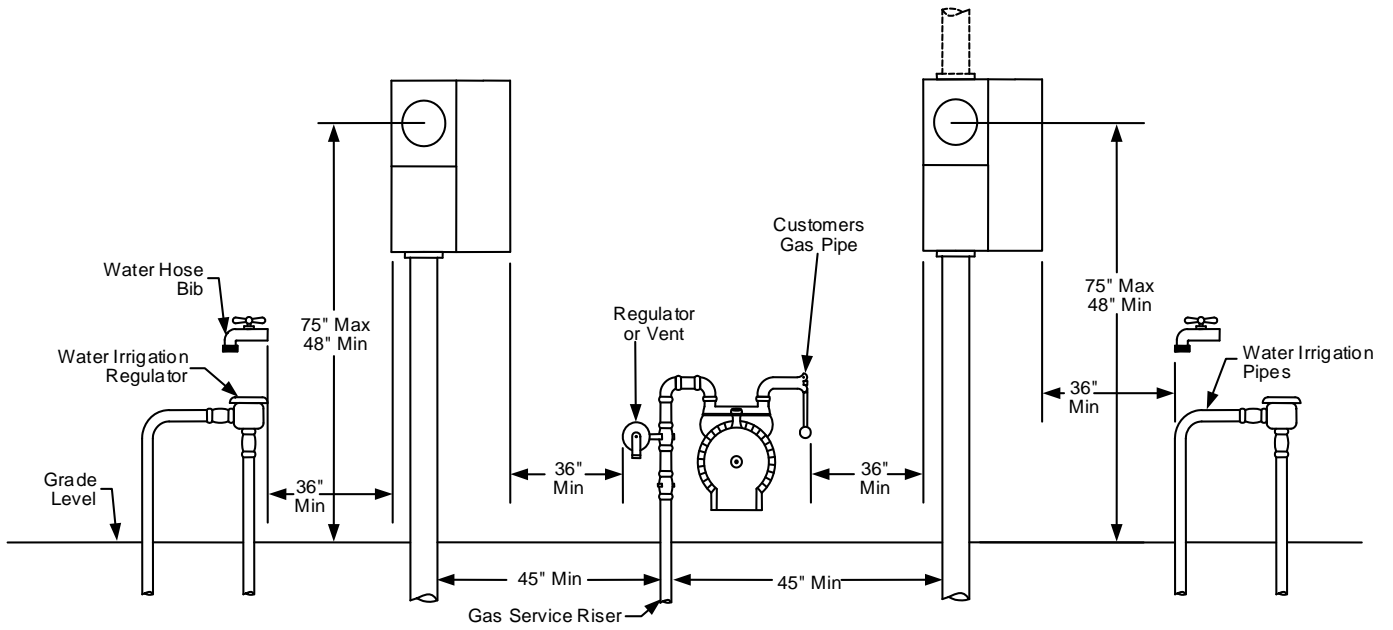 Customers
Gas Pipe
Water Hose
Bib
Regulator
or Vent
75" Max
48" Min
75" Max
48" Min
Water Irrigation
Regulator
Water Irrigation
Pipes
36"
Min
Grade
Level
36"
Min
36"
Min
36"
Min
45" Min
45" Min
Gas Service Riser